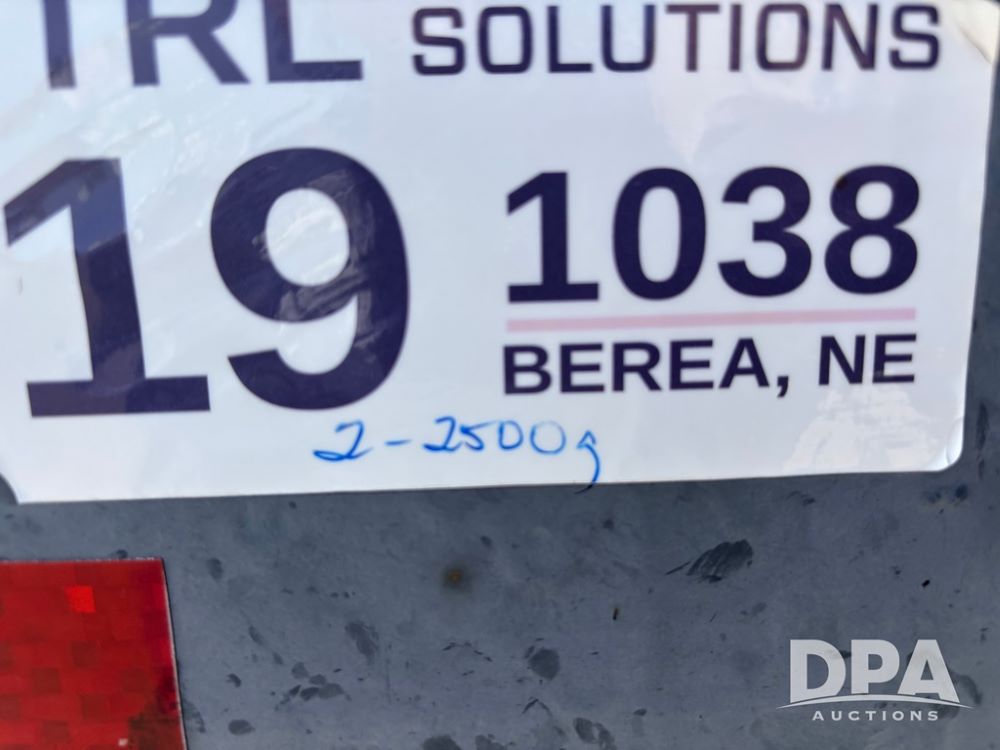 TRL SOLUTIONS
19 1038
BEREA, NE
2-2500g
DPA
AUCTIONS